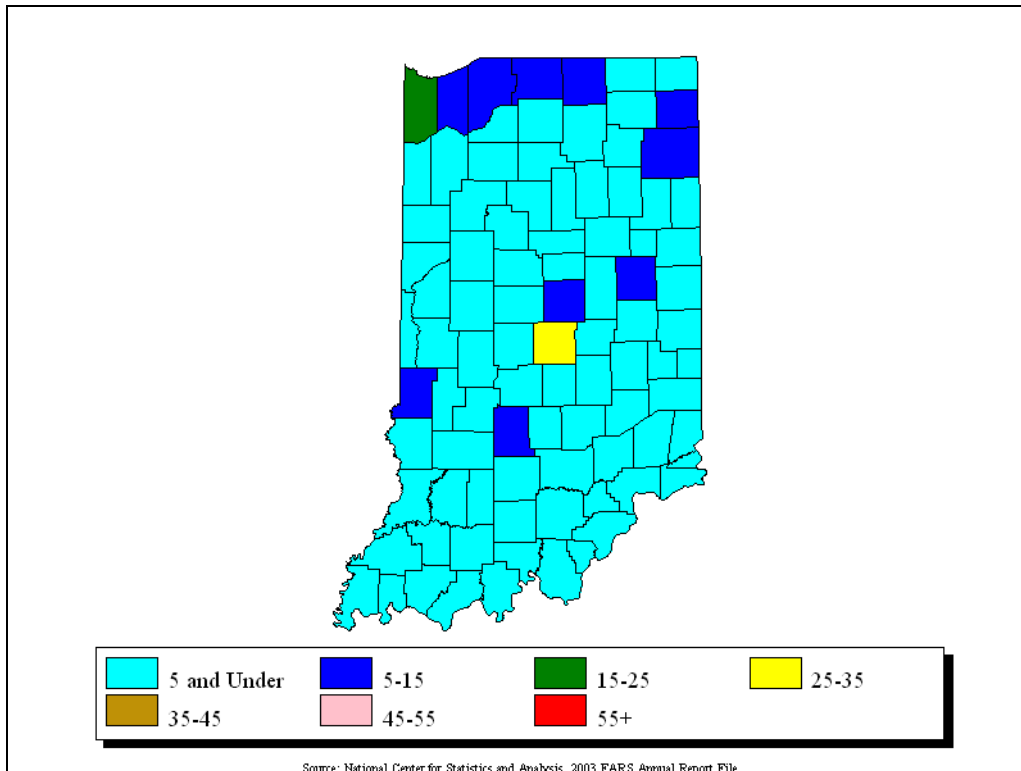 5 and Under 5-15 15-25 25-35
35-45 45-55 55+
Source: National Center for Statistics and Analysis, 2003 FARS Annual Report File